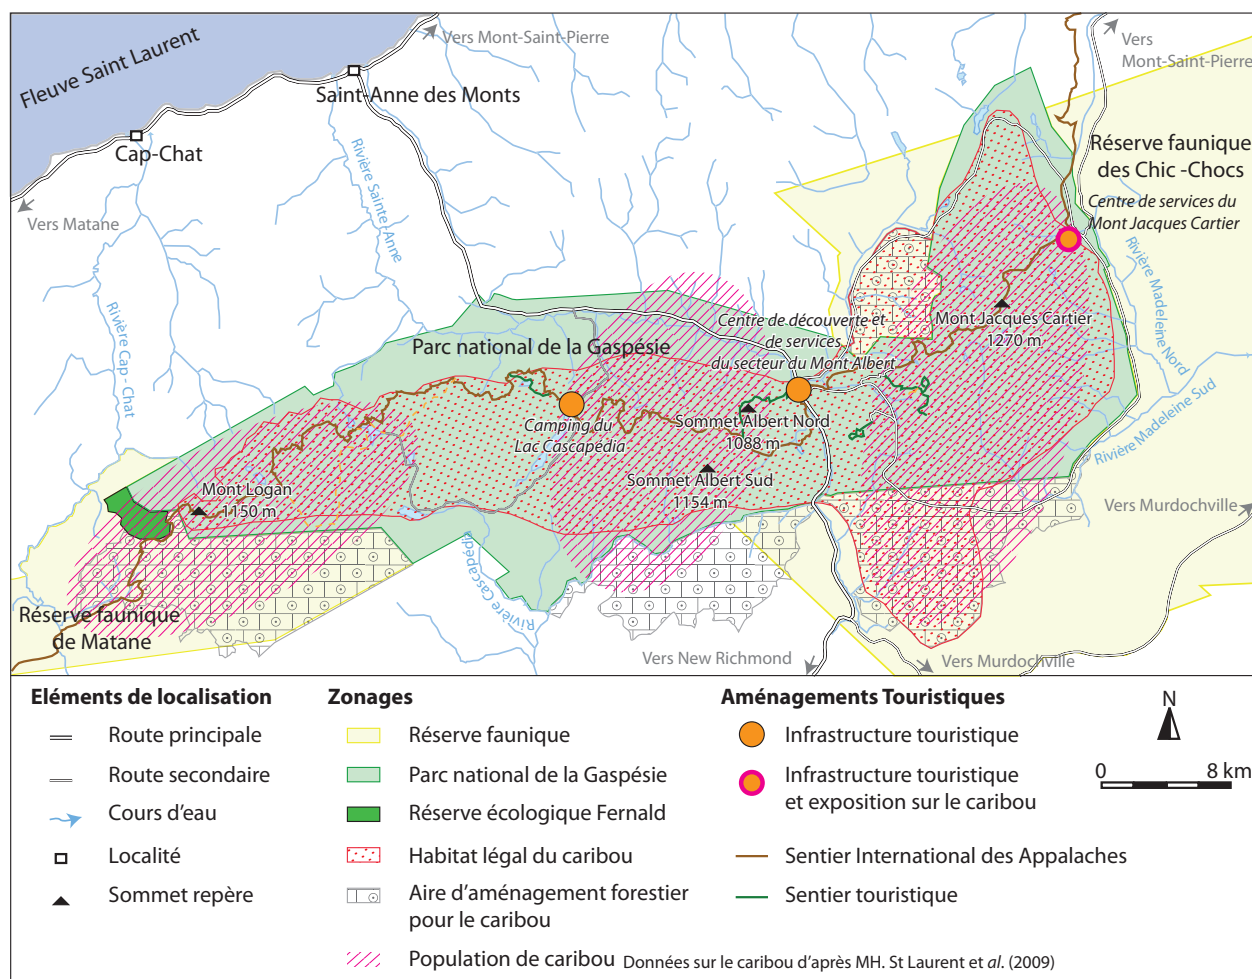 Fleuve Saint Laurent
Vers Mont-Saint-Pierre
Vers
Mont-Saint-Pierre
Saint-Anne des Monts
Cap-Chat
Vers Matane
Rivière Sainte-Anne
Rivière Cap - Chat
Réserve faunique
des Chic -Chocs
Centre de services du
Mont Jacques Cartier
Rivière Madeleine Nord
Rivière Madeleine Sud
Mont Jacques Cartier
1270 m
Centre de découverte et
de services
du secteur du Mont Albert
Parc national de la Gaspésie
Camping du
Lac Cascapédia
Sommet Albert Nord
1088 m
Sommet Albert Sud
1154 m
Mont Logan
1150 m
Rivière Cascapédia
Réserve faunique
de Matane
Vers New Richmond
Vers Murdochville
Vers Murdochville
Eléments de localisation
Route principale
Route secondaire
Cours d'eau
Localité
Sommet repère
Zonages
Réserve faunique
Parc national de la Gaspésie
Réserve écologique Fernald
Habitat légal du caribou
Aire d'aménagement forestier
pour le caribou
Population de caribou
Données sur le caribou d'après MH. St Laurent et al. (2009)
Aménagements Touristiques
Infrastructure touristique
Infrastructure touristique
et exposition sur le caribou
Sentier International des Appalaches
Sentier touristique
N
0 8 km